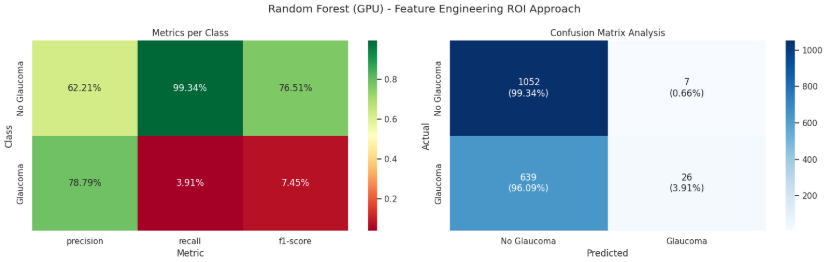 Random Forest (GPU) - Feature Engineering ROI Approach
Metrics per Class
Class
No Glaucoma
Glaucoma
62.21%
99.34%
76.51%
78.79%
3.91%
7.45%
precision
recall
f1-score
Metric
0.8
0.6
0.4
0.2
Confusion Matrix Analysis
Actual
No Glaucoma
Glaucoma
1052
(99.34%)
7
(0.66%)
639
(96.09%)
26
(3.91%)
No Glaucoma
Glaucoma
Predicted
1000
800
600
400
200